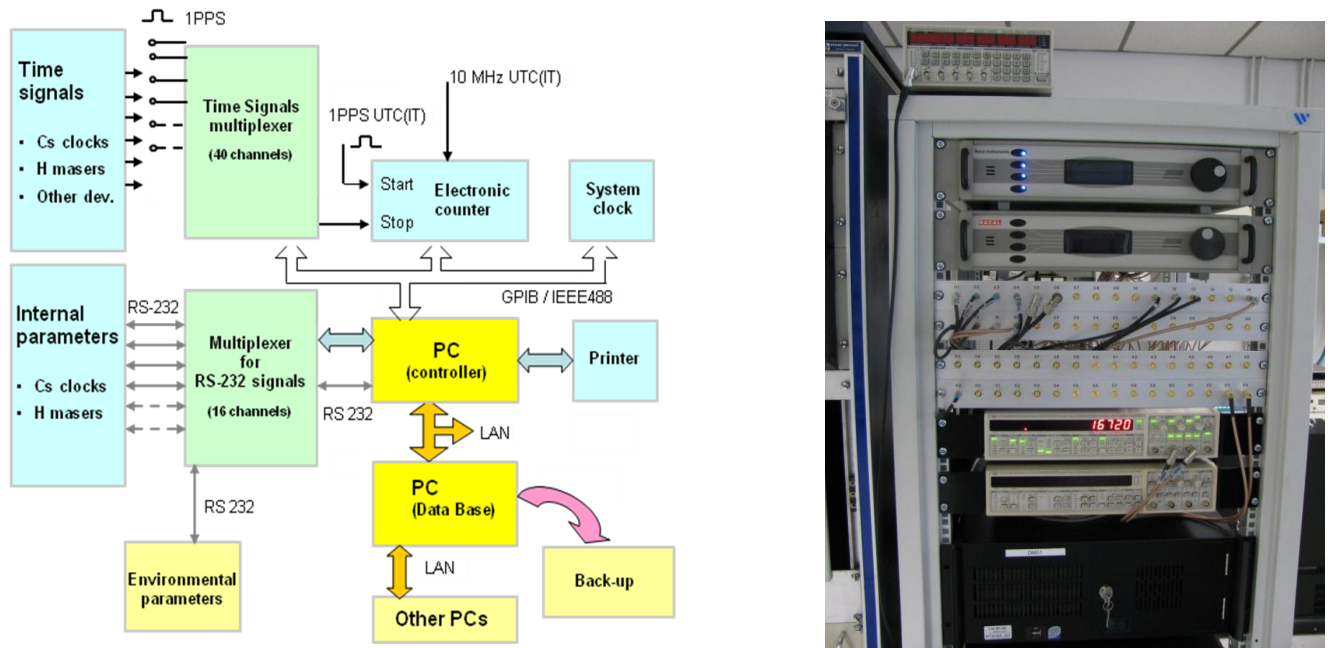 1PPS
Time
signals
▪ Cs clocks
▪ H masers
▪ Other dev.
Time Signals
multiplexer
(40 channels)
10 MHz UTC(IT)
1PPS UTC(IT)
Start
Stop
Electronic
counter
System
clock
GPIB / IEEE488
Internal
parameters
▪ Cs clocks
▪ H masers
RS-232
Multiplexer
for
RS-232 signals
(16 channels)
RS 232
PC
(controller)
Printer
LAN
PC
(Data Base)
RS 232
Environmental
parameters
LAN
Other PCs
Back-up
RACAL
16720